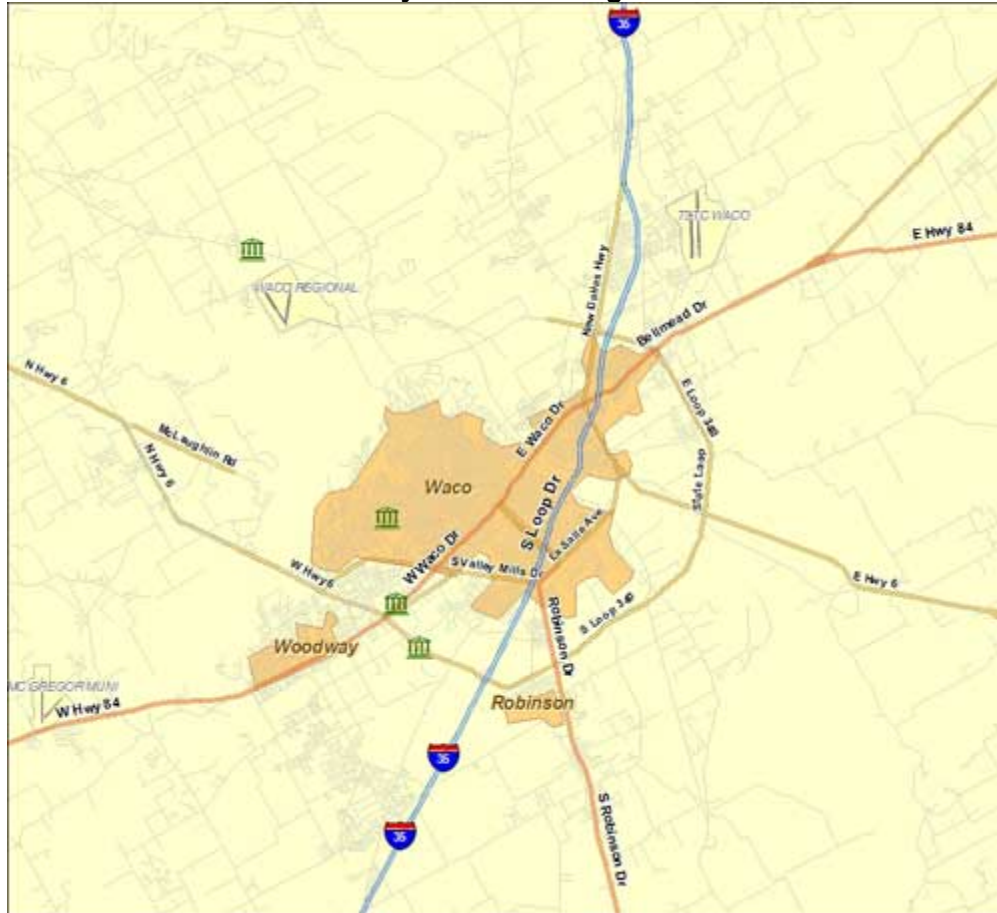 35
TSTC WACO
E Hwy 84
WACO REGIONAL
New Dallas Hwy
Bellmead Dr
N Hwy 6
E Loop 340
McLaughlin Rd
E Waco Dr
N Hwy 6
Waco
State Loop
S Loop Dr
La Salle Ave
W Waco Dr
S Valley Mills Dr
W Hwy 6
E Hwy 6
Robinson Dr
S Loop 340
Woodway
MC GREGOR MUNI
W Hwy 84
Robinson
35
S Robinson Dr
35